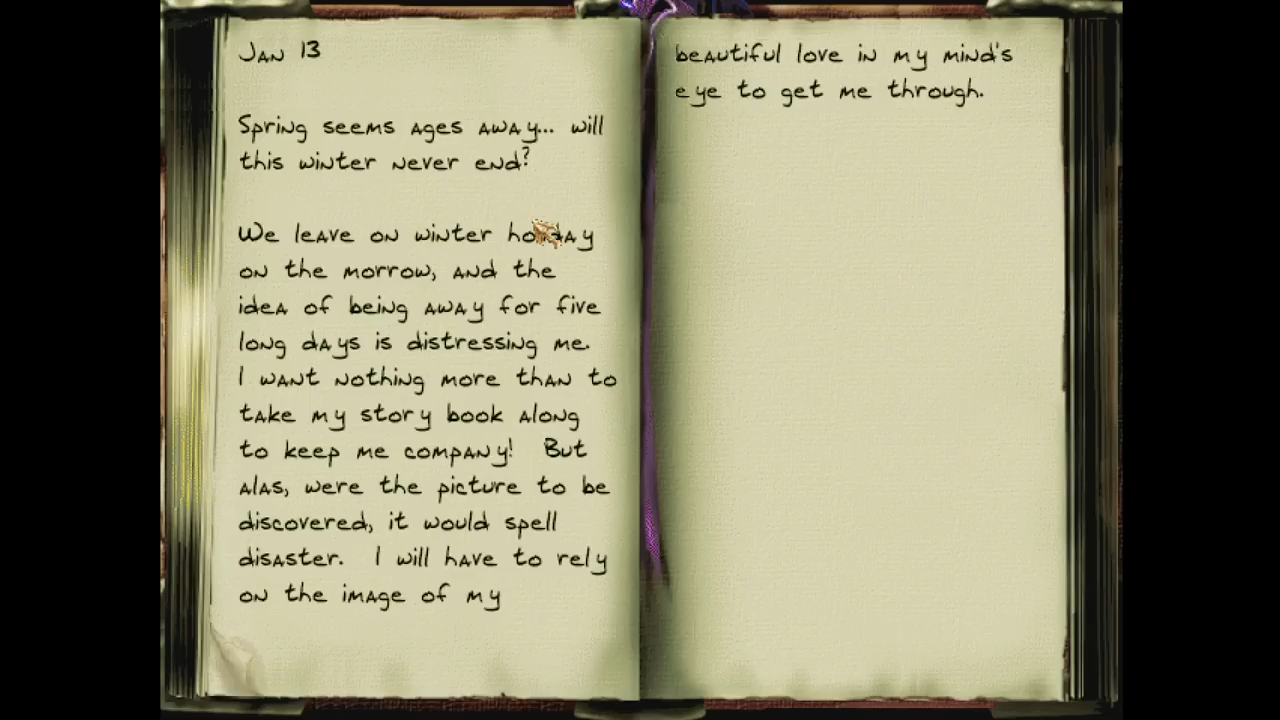 Jan 13
Spring seems ages away... will
this winter never end?
We leave on winter holiday
on the morrow, and the
idea of being away for five
long days is distressing me.
I want nothing more than to
take my story book along
to keep me company! But
alas, were the picture to be
discovered, it would spell
disaster. I will have to rely
on the image of my
beautiful love in my mind's
eye to get me through.